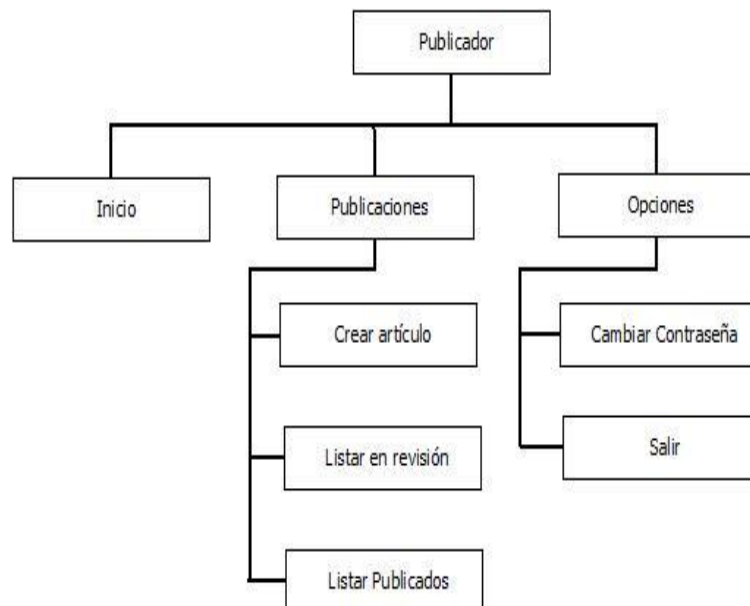 Publicador
Inicio
Publicaciones
Opciones
Crear artículo
Cambiar Contraseña
Listar en revisión
Salir
Listar Publicados